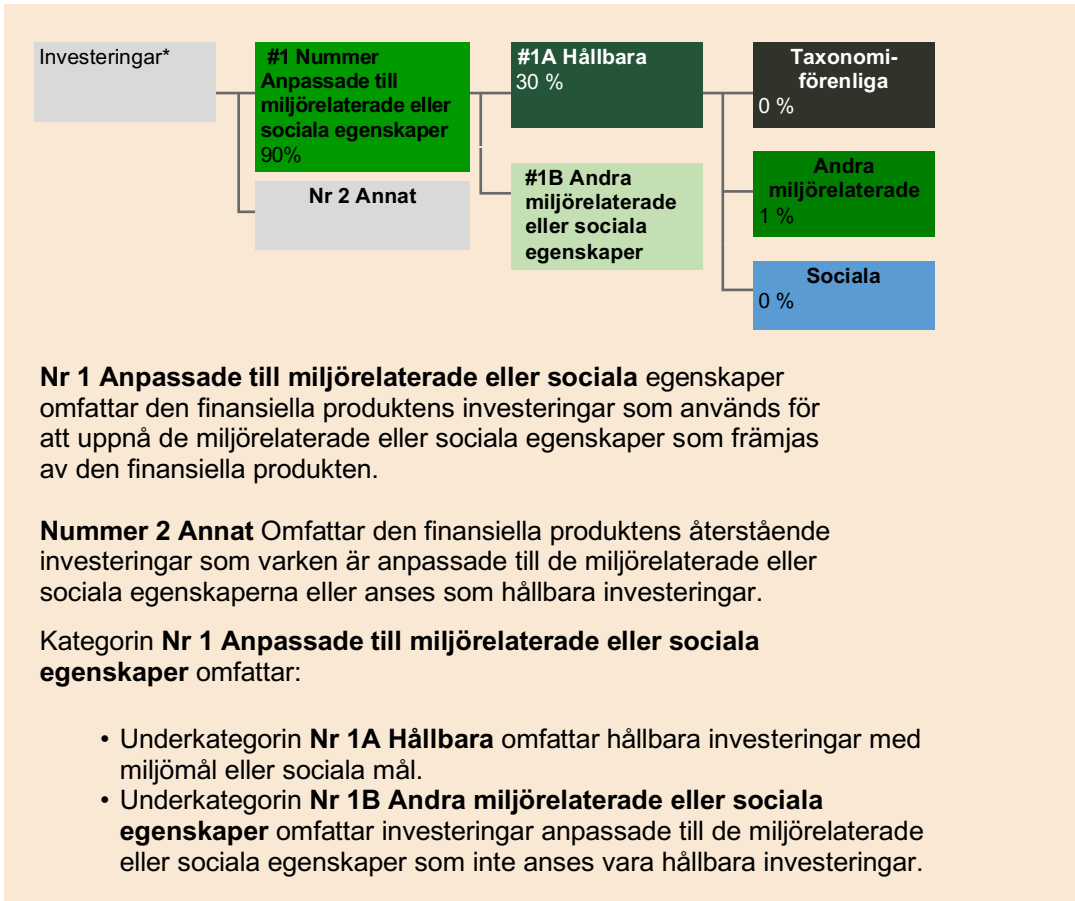 Investeringar*
#1 Nummer
Anpassade till
miljörelaterade eller
sociala egenskaper
90%
Nr 2 Annat
#1A Hållbara
30 %
#1B Andra
miljörelaterade
eller sociala
egenskaper
Taxonomi-
förenliga
0 %
Andra
miljörelaterade
1 %
Sociala
0 %
Nr 1 Anpassade till miljörelaterade eller sociala egenskaper
omfattar den finansiella produktens investeringar som används för
att uppnå de miljörelaterade eller sociala egenskaper som främjas
av den finansiella produkten.
Nummer 2 Annat Omfattar den finansiella produktens återstående
investeringar som varken är anpassade till de miljörelaterade eller
sociala egenskaperna eller anses som hållbara investeringar.
Kategorin Nr 1 Anpassade till miljörelaterade eller sociala
egenskaper omfattar:
• Underkategorin Nr 1A Hållbara omfattar hållbara investeringar med
miljömål eller sociala mål.
• Underkategorin Nr 1B Andra miljörelaterade eller sociala
egenskaper omfattar investeringar anpassade till de miljörelaterade
eller sociala egenskaper som inte anses vara hållbara investeringar.